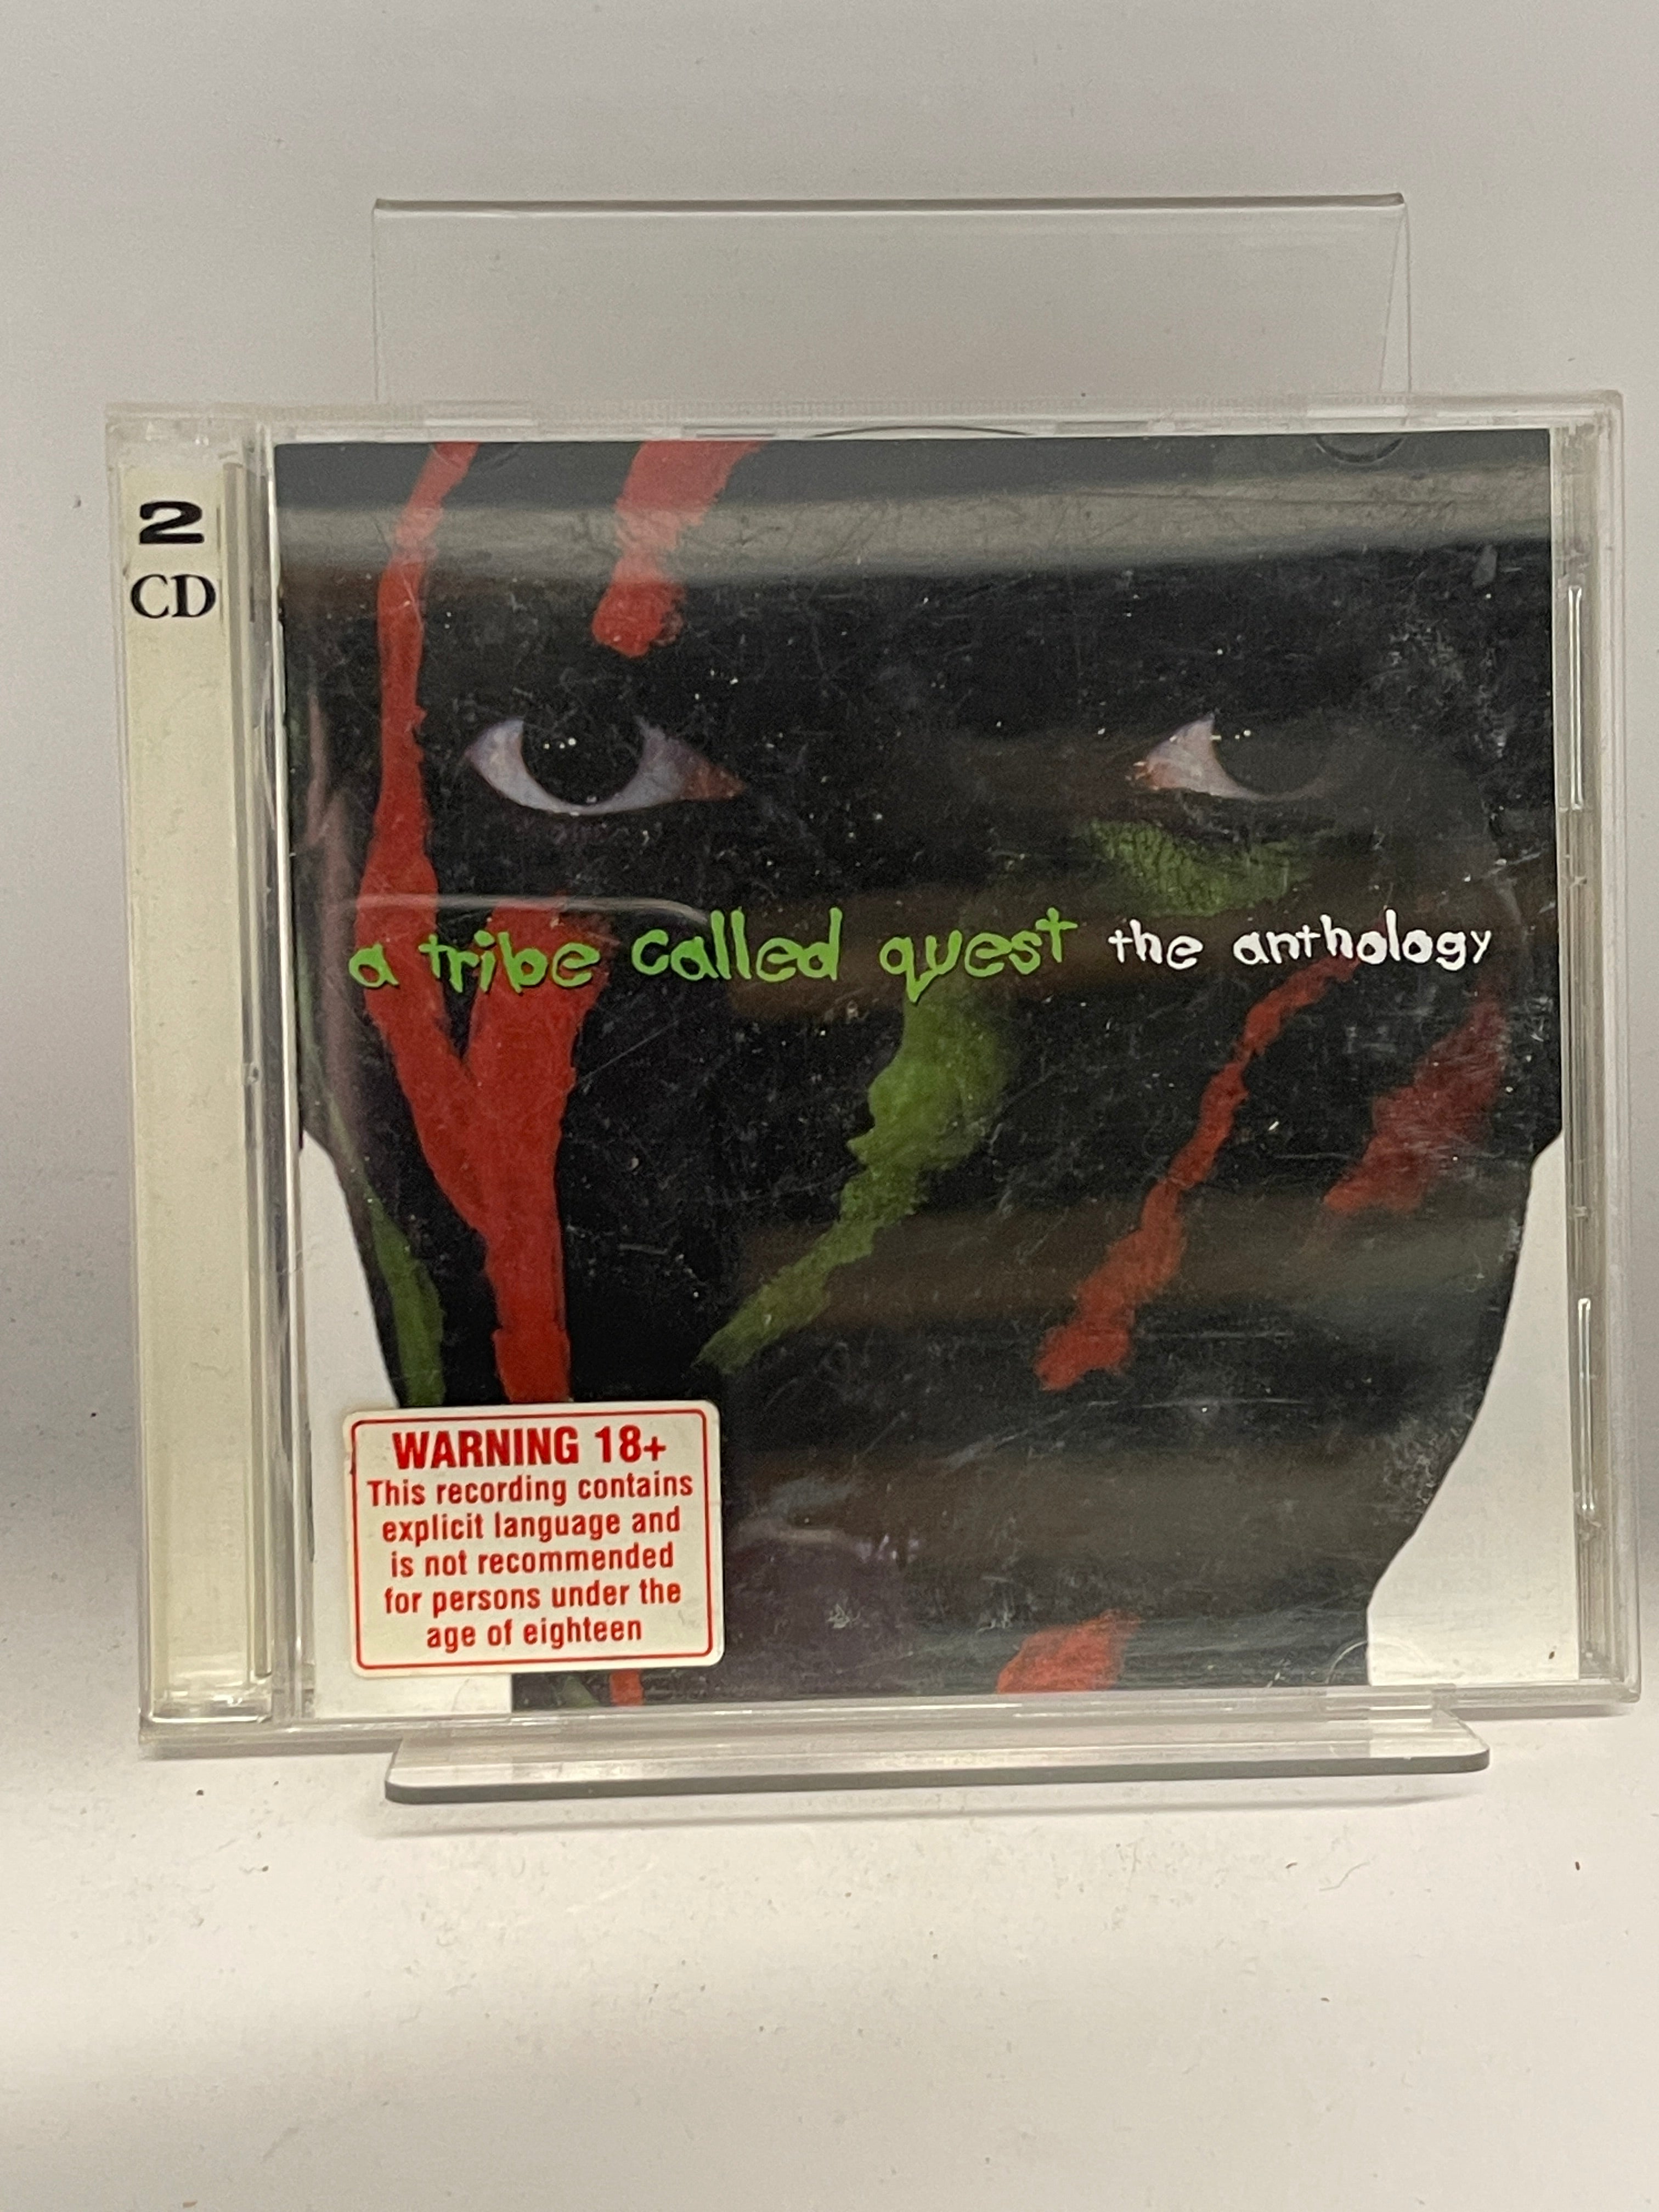 2
CD
a tribe called quest the anthology
WARNING 18+
This recording contains
explicit language and
is not recommended
for persons under the
age of eighteen